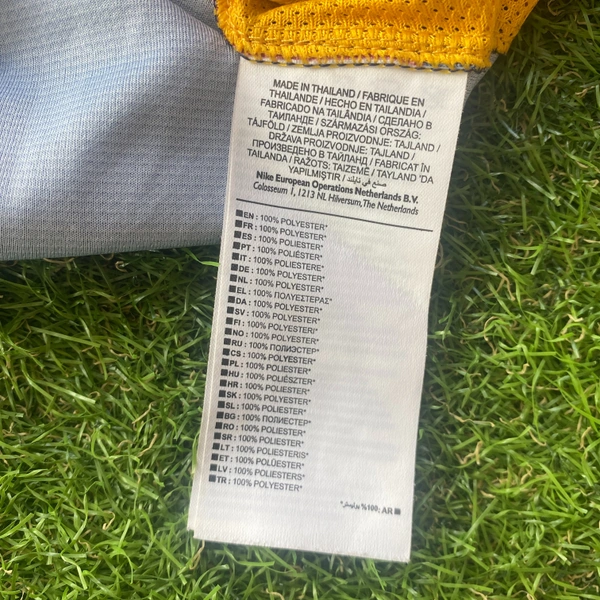 MADE IN THAILAND / FABRIQUE EN
THAILANDE / HECHO EN TAILANDIA /
FABRICADO NA TAILÂNDIA / СДЕЛАНО В
ТАИЛАНДЕ / SZÁRMAZÁSI ORSZÁG:
TÁJFÖLD / ZEMLJA PROIZVODNJE: TAJLAND /
DRŽAVA PROIZVODNJE: TAJLAND /
ПРОИЗВЕДЕНО В ТАЙЛАНД / FABRICAT ÎN
TAILANDA / RAŽOTS: TAIZEMĒ / TAYLAND 'DA
YAPILMIŞTIR / صنع في تايلند
Nike European Operations Netherlands B.V.
Colosseum 1, 1213 NL Hilversum, The Netherlands
EN : 100% POLYESTER*
FR : 100% POLYESTER*
ES : 100% POLIÉSTER*
PT : 100% POLIÉSTER*
IT : 100% POLIESTERE*
DE : 100% POLYESTER*
NL : 100% POLYESTER*
EL : 100% ΠΟΛΥΕΣΤΕΡΑΣ*
DA : 100% POLYESTER*
SV : 100% POLYESTER*
FI : 100% POLYESTERI*
NO : 100% POLYESTER*
RU : 100% ПОЛИЭСТЕР*
CS : 100% POLYESTER*
PL : 100% POLIESTER*
HU : 100% POLIÉSZTER*
HR : 100% POLIESTER*
SK : 100% POLYESTER*
SL : 100% POLIESTER*
BG : 100% ПОЛИЕСТЕР*
RO : 100% POLIESTER*
SR : 100% POLIESTER*
LT : 100% POLIESTERIS*
ET : 100% POLÜESTER*
LV : 100% POLIESTERS*
TR : 100% POLYESTER*
AR :100% بوليستر*